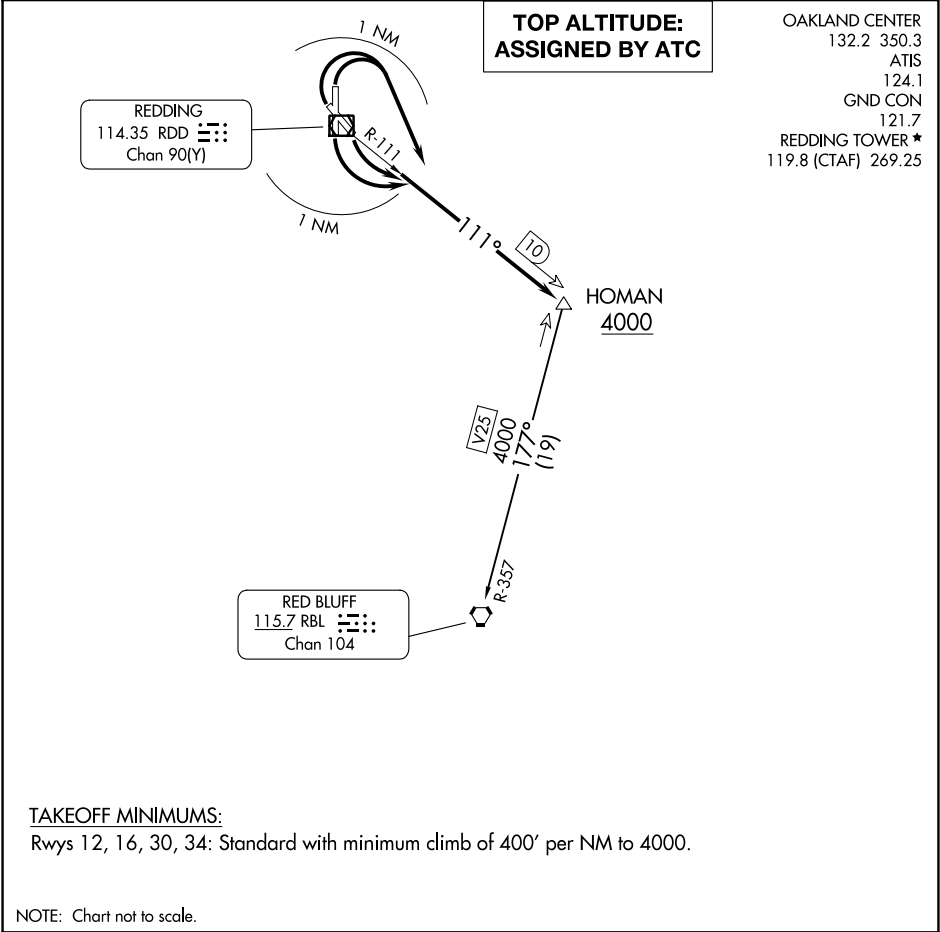 TOP ALTITUDE:
ASSIGNED BY ATC
OAKLAND CENTER
132.2 350.3
ATIS
124.1
GND CON
121.7
REDDING TOWER ★
119.8 (CTAF) 269.25
1 NM
REDDING
114.35 RDD
Chan 90(Y)
R-111
1 NM
111°
10
HOMAN
4000
V25
4000
177°
(19)
R-357
RED BLUFF
115.7 RBL
Chan 104
TAKEOFF MINIMUMS:
Rwys 12, 16, 30, 34: Standard with minimum climb of 400' per NM to 4000.
NOTE: Chart not to scale.